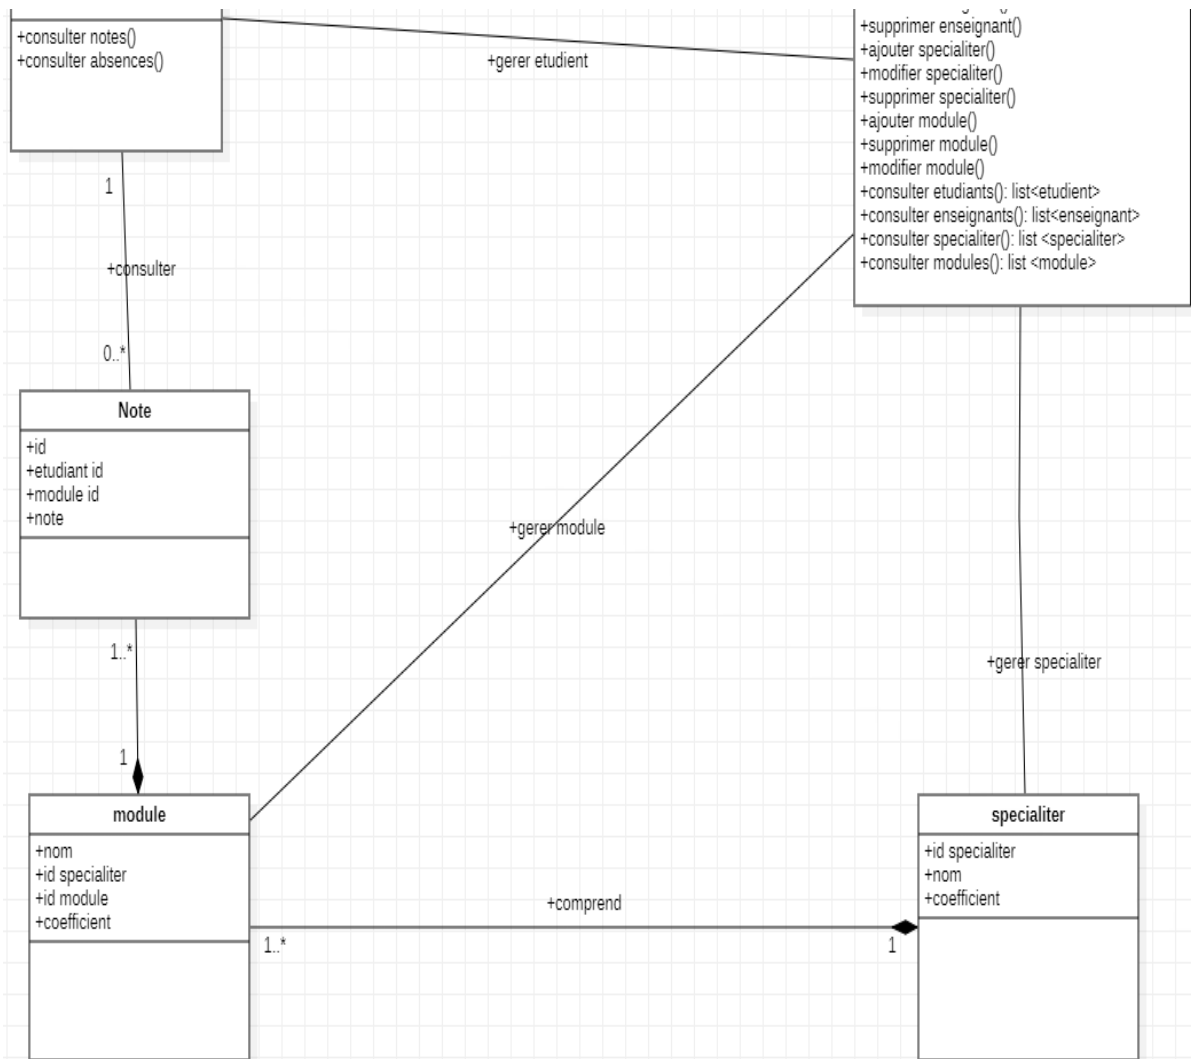 +consulter notes()
+consulter absences()
+gerer etudient
+supprimer enseignant()
+ajouter specialiter()
+modifier specialiter()
+supprimer specialiter()
+ajouter module()
+supprimer module()
+modifier module()
+consulter etudiants(): list<etudient>
+consulter enseignants(): list<enseignant>
+consulter specialiter(): list <specialiter>
+consulter modules(): list <module>
1
+consulter
0..*
Note
+id
+etudiant id
+module id
+note
+gerer module
1..*
1
+gerer specialiter
module
+nom
+id specialiter
+id module
+coefficient
+comprend
1..*
1
specialiter
+id specialiter
+nom
+coefficient